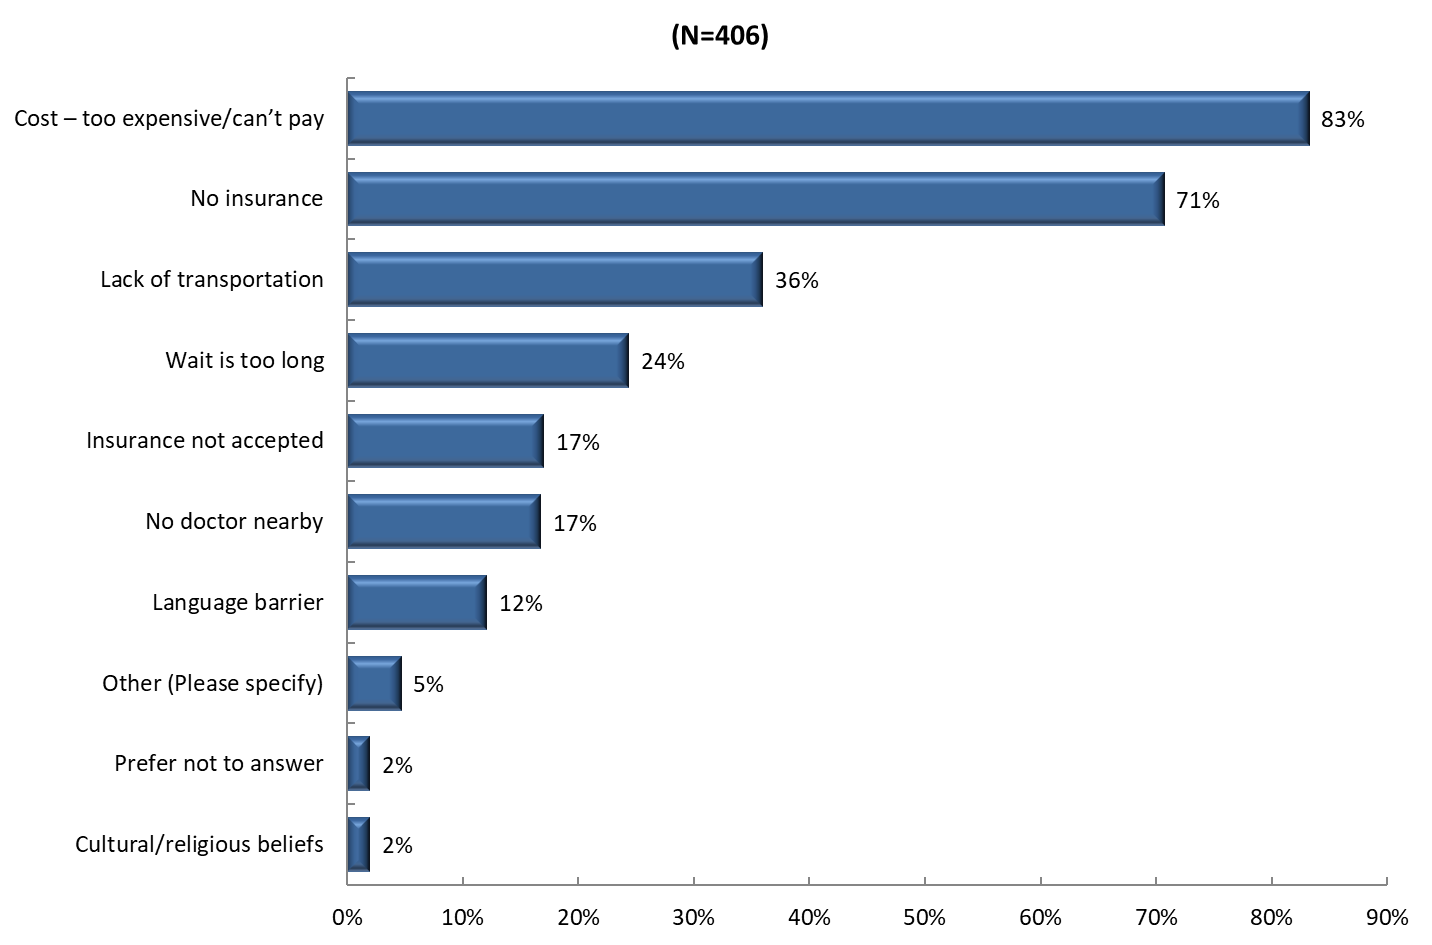 (N=406)
Cost – too expensive/can’t pay
83%
No insurance
71%
Lack of transportation
36%
Wait is too long
24%
Insurance not accepted
17%
No doctor nearby
17%
Language barrier
12%
Other (Please specify)
5%
Prefer not to answer
2%
Cultural/religious beliefs
2%
0% 10% 20% 30% 40% 50% 60% 70% 80% 90%